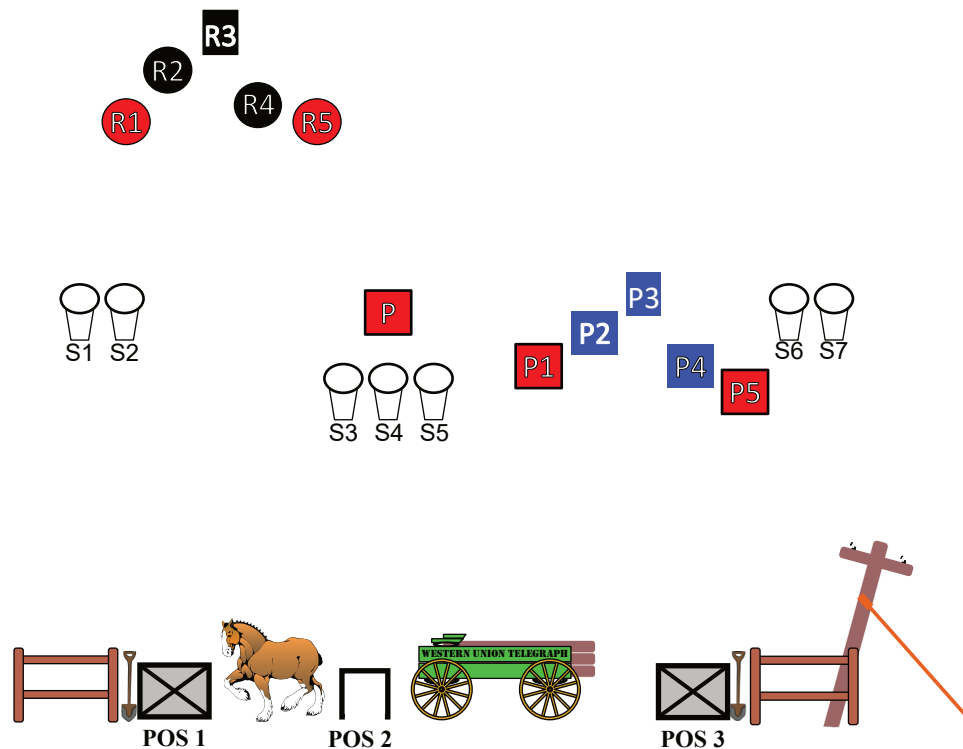 R3
R2
R4
R1
R5
P3
P
P2
S1
S2
S6
S7
P1
P4
P5
S3
S4
S5
WESTERN UNION TELEGRAPH
POS 1
POS 2
POS 3